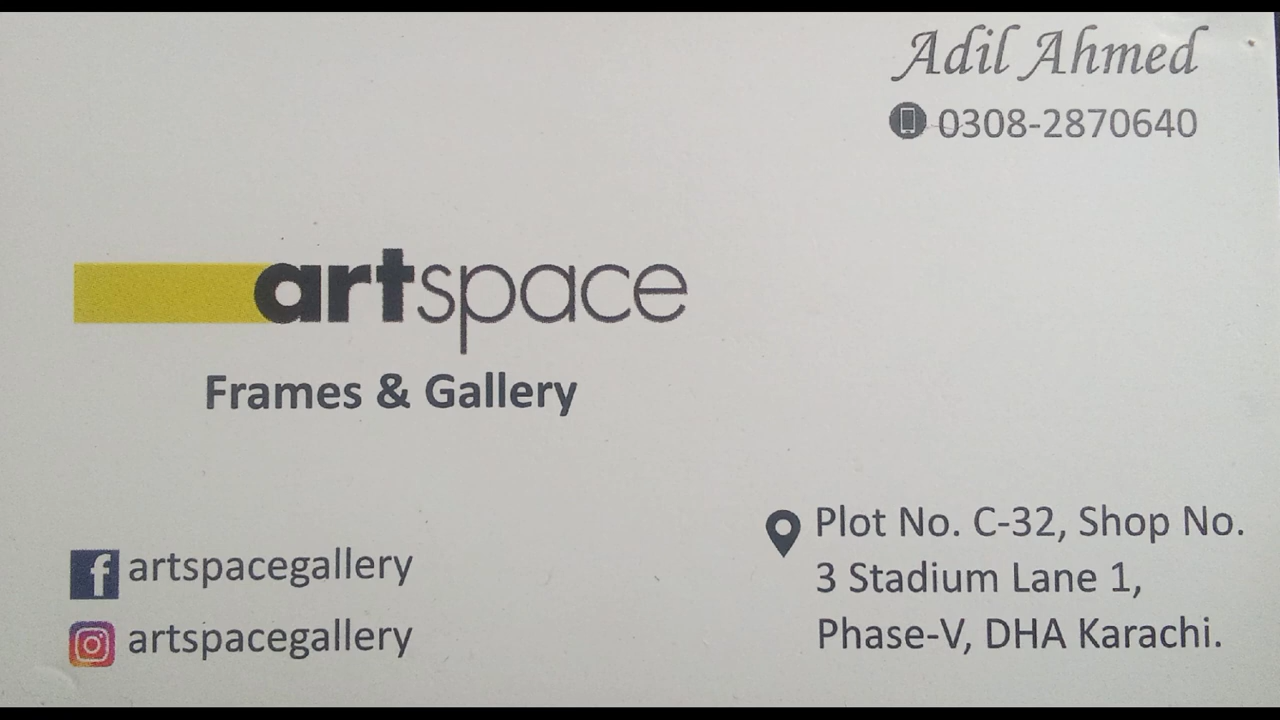 Adil Ahmed
0308-2870640
artspace
Frames & Gallery
artspacegallery
artspacegallery
Plot No. C-32, Shop No.
3 Stadium Lane 1,
Phase-V, DHA Karachi.